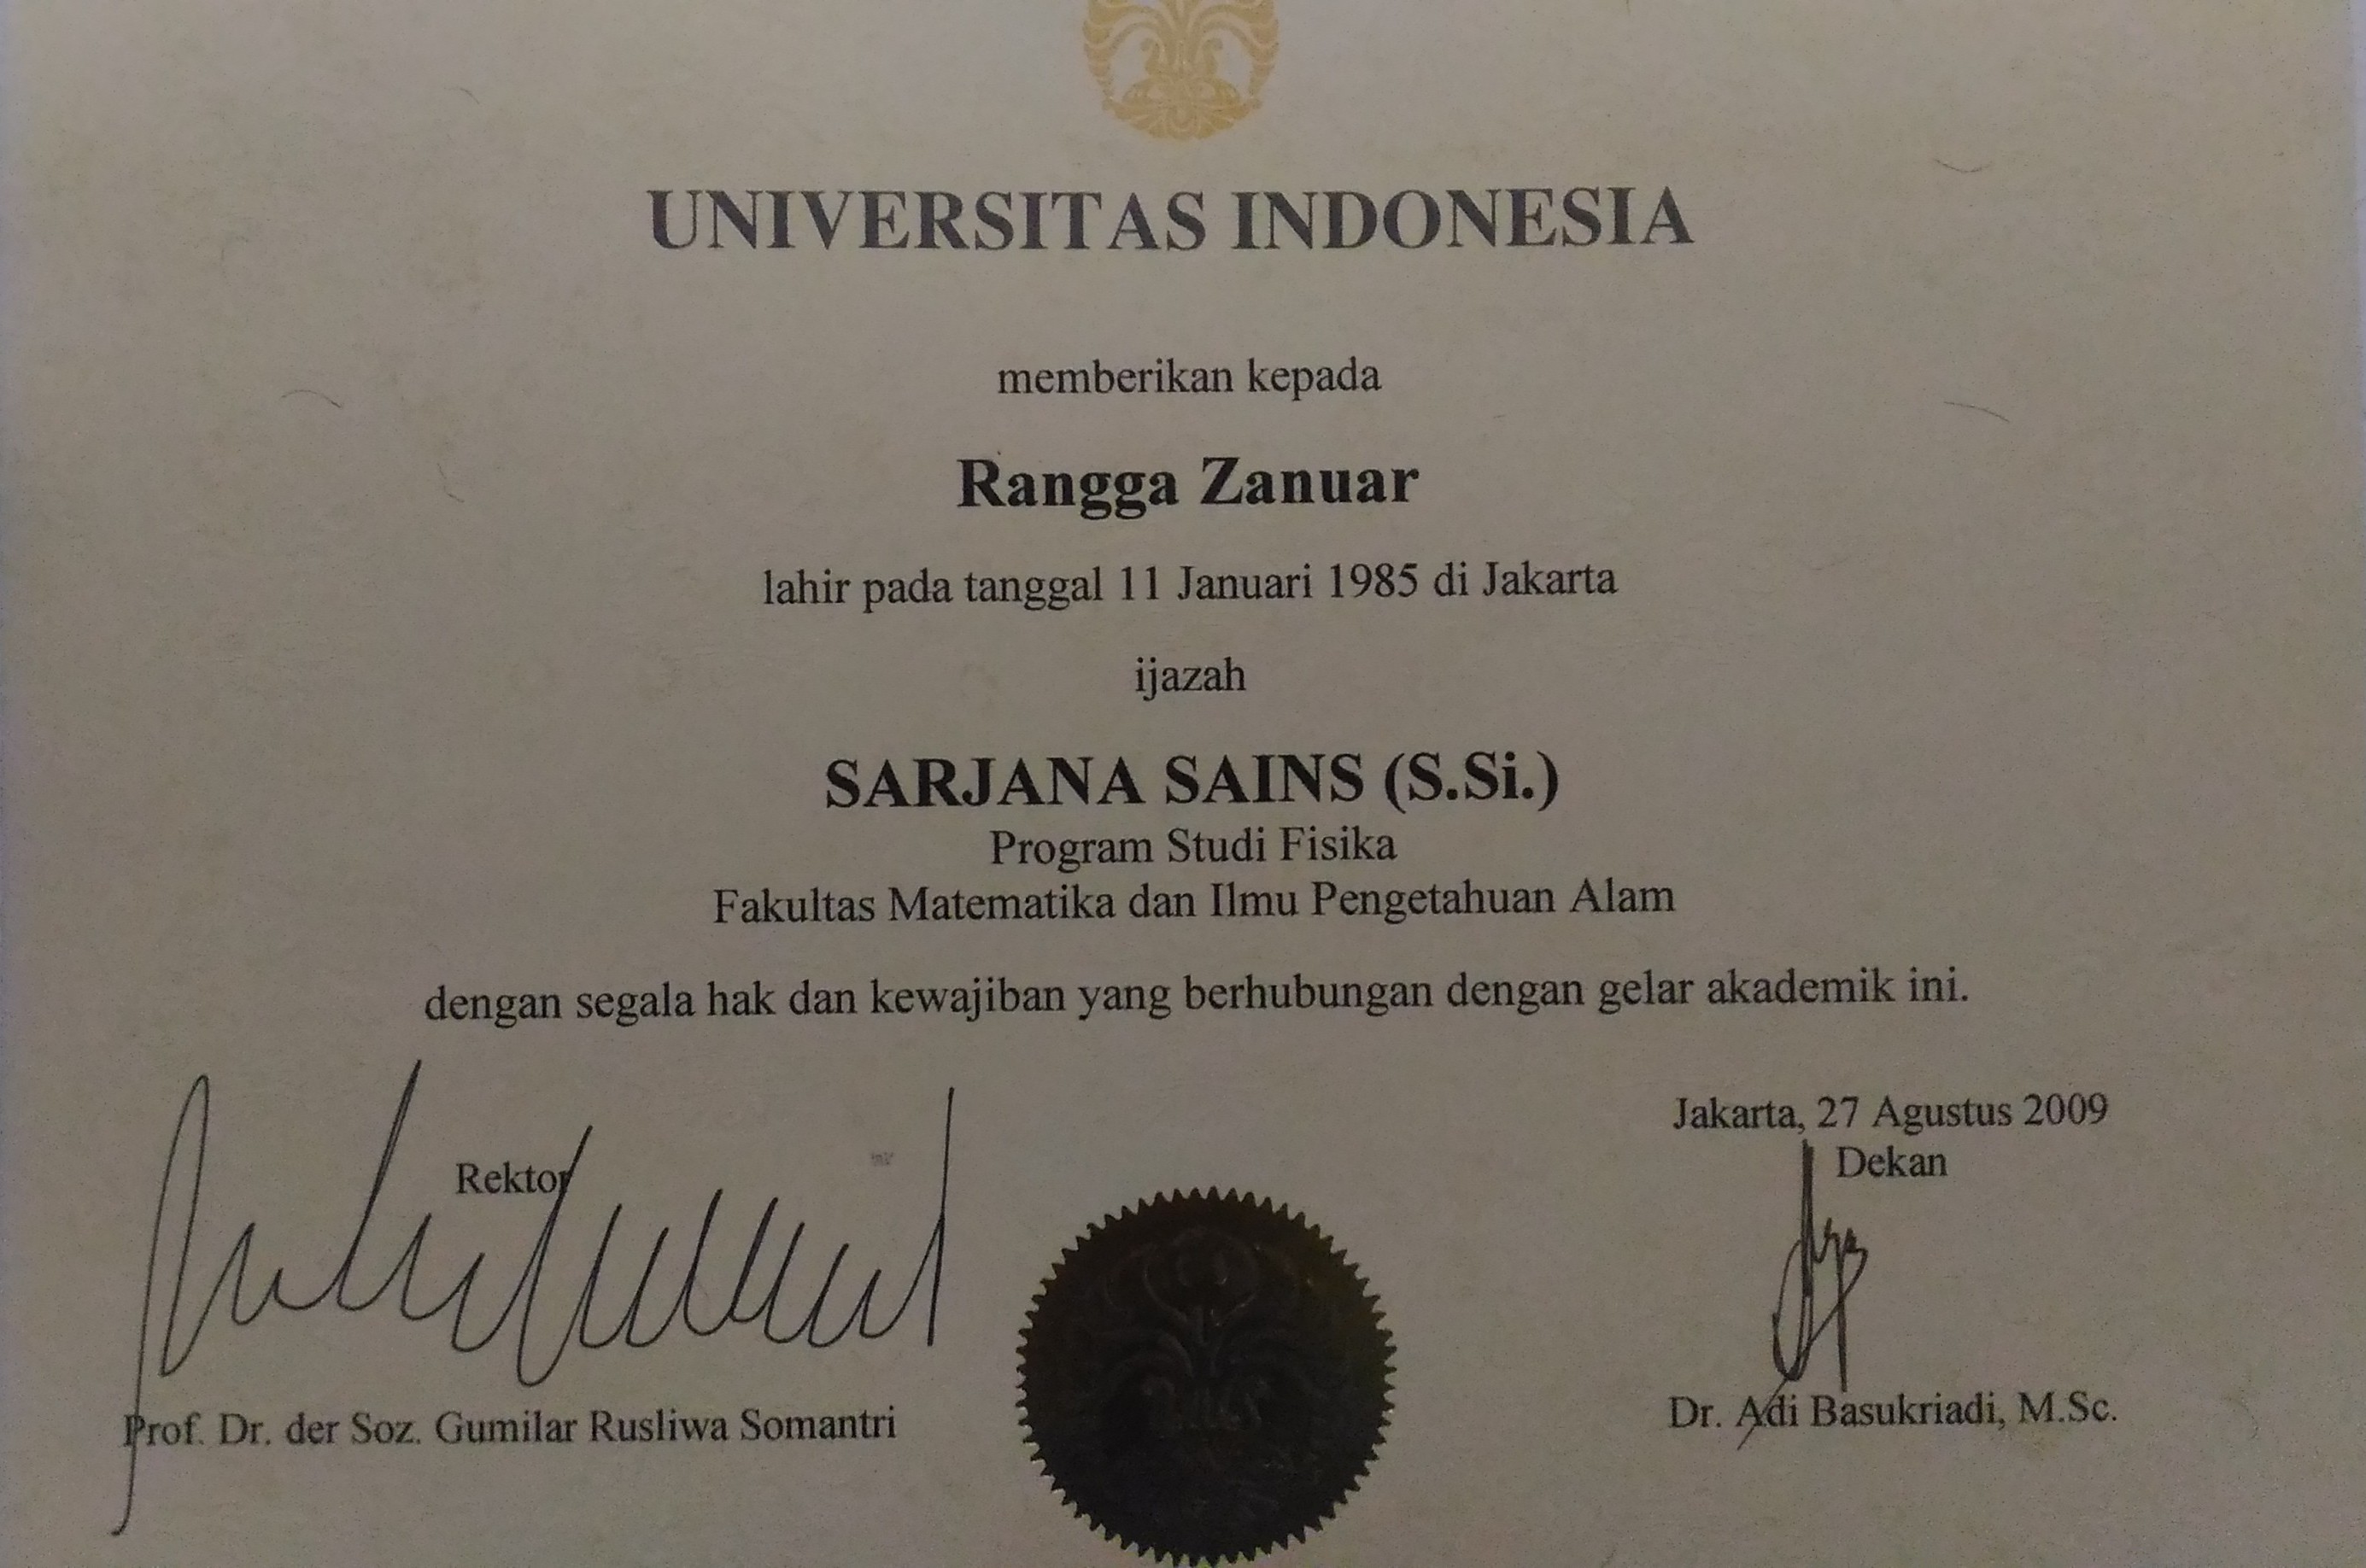 UNIVERSITAS INDONESIA
memberikan kepada
Rangga Zanuar
lahir pada tanggal 11 Januari 1985 di Jakarta
ijazah
SARJANA SAINS (S.Si.)
Program Studi Fisika
Fakultas Matematika dan Ilmu Pengetahuan Alam
dengan segala hak dan kewajiban yang berhubungan dengan gelar akademik ini.
Jakarta, 27 Agustus 2009
Rektor
Dekan
Prof. Dr. der Soz. Gumilar Rusliwa Somantri
Dr. Adi Basukriadi, M.Sc.